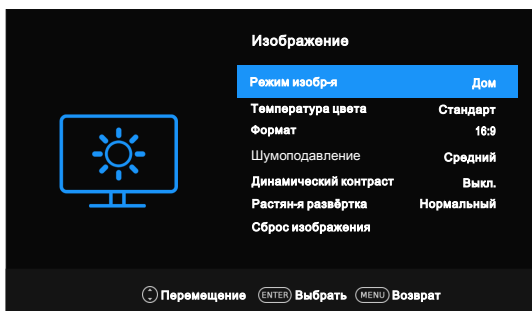 Изображение
Режим изобр-я Дом
Температура цвета Стандарт
Формат 16:9
Шумоподавление Средний
Динамический контраст Выкл.
Растян-я развёртка Нормальный
Сброс изображения
Перемещение ENTER Выбрать MENU Возврат